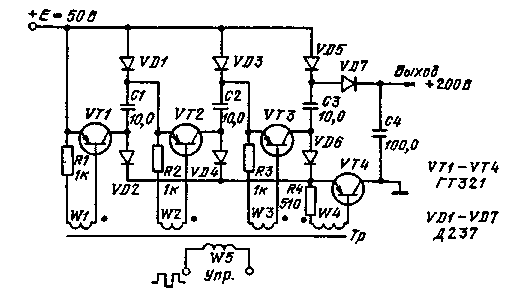 +E=50В
VD1 VD3 VD5 VD7
Выход
+200В
C1 10,0
C2 10,0
C3 10,0
C4 100,0
VT1 VT2 VT3
VD2 VD4 VD6
VT4
R1 1к
R2 1к
R3 1к
R4 510
W1 W2 W3 W4
Тр
W5
Упр.
VT1-VT4
ГТ321
VD1-VD7
Д237